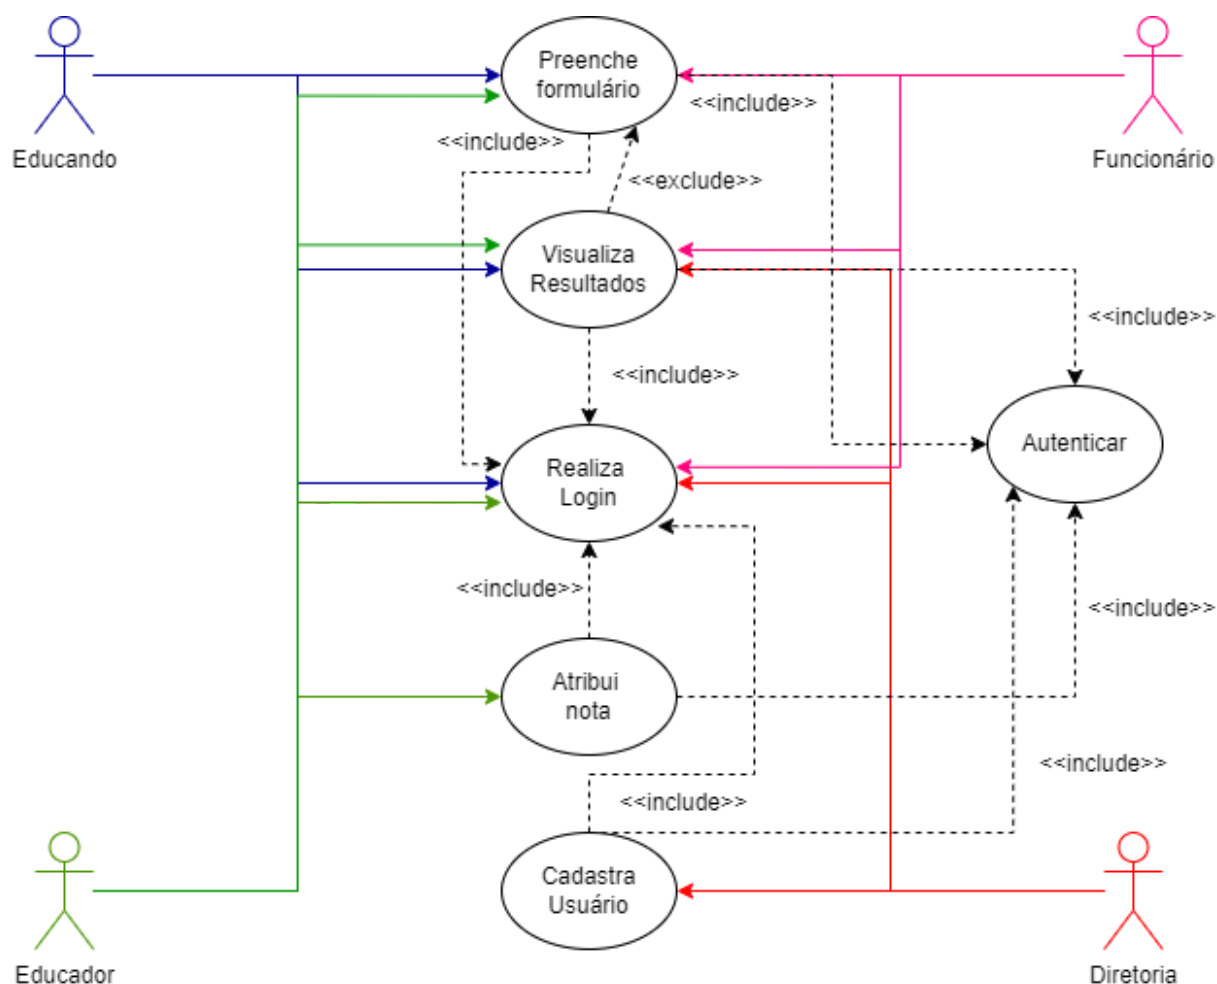 Preenche
formulário
<<include>>
<<include>>
Educando
Funcionário
<<exclude>>
Visualiza
Resultados
<<include>>
<<include>>
Autenticar
Realiza
Login
<<include>>
<<include>>
Atribui
nota
<<include>>
<<include>>
Cadastra
Usuário
Educador
Diretoria